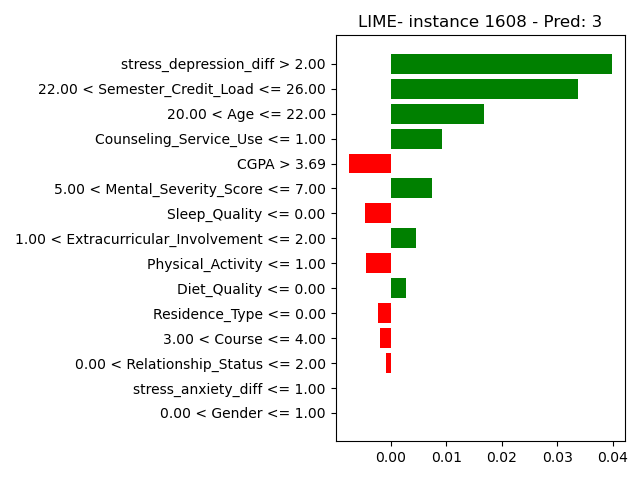 LIME- instance 1608 - Pred: 3
stress_depression_diff > 2.00
22.00 < Semester_Credit_Load <= 26.00
20.00 < Age <= 22.00
Counseling_Service_Use <= 1.00
CGPA > 3.69
5.00 < Mental_Severity_Score <= 7.00
Sleep_Quality <= 0.00
1.00 < Extracurricular_Involvement <= 2.00
Physical_Activity <= 1.00
Diet_Quality <= 0.00
Residence_Type <= 0.00
3.00 < Course <= 4.00
0.00 < Relationship_Status <= 2.00
stress_anxiety_diff <= 1.00
0.00 < Gender <= 1.00
0.00 0.01 0.02 0.03 0.04